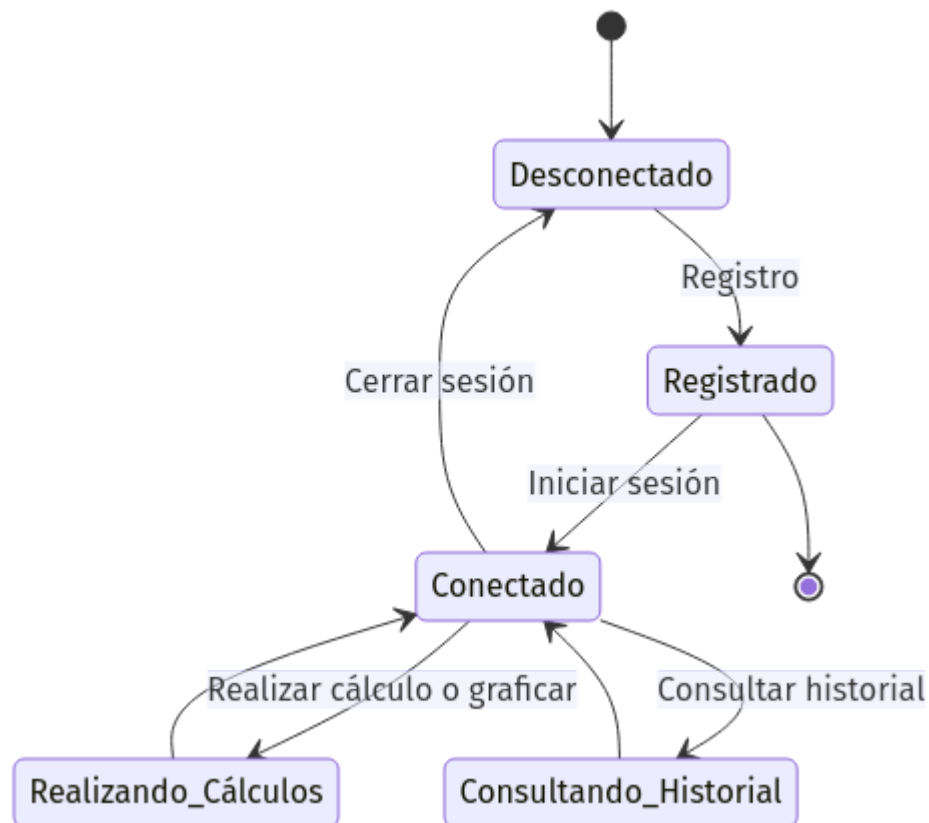 Desconectado
Registro
Cerrar sesión
Registrado
Iniciar sesión
Conectado
Realizar cálculo o graficar
Consultar historial
Realizando_Cálculos
Consultando_Historial